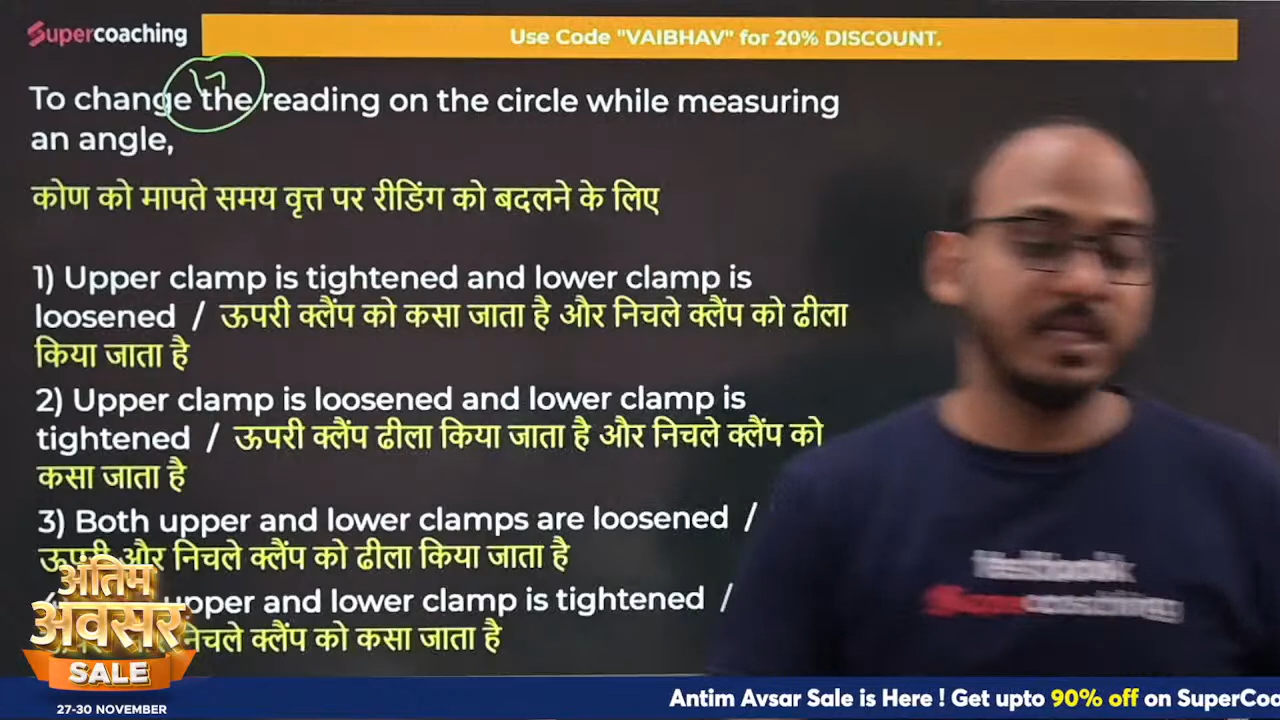 Supercoaching
Use Code "VAIBHAV" for 20% DISCOUNT.
17
To change the reading on the circle while measuring
an angle,
कोण को मापते समय वृत्त पर रीडिंग को बदलने के लिए
1) Upper clamp is tightened and lower clamp is
loosened / ऊपरी क्लैंप को कसा जाता है और निचले क्लैंप को ढीला
किया जाता है
2) Upper clamp is loosened and lower clamp is
tightened / ऊपरी क्लैंप ढीला किया जाता है और निचले क्लैंप को
कसा जाता है
3) Both upper and lower clamps are loosened /
ऊपरी और निचले क्लैंप को ढीला किया जाता है
upper and lower clamp is tightened /
निचले क्लैंप को कसा जाता है
अंतिम
अवसर
SALE
27-30 NOVEMBER
testbook
Supercoaching
Antim Avsar Sale is Here ! Get upto 90% off on SuperCoa